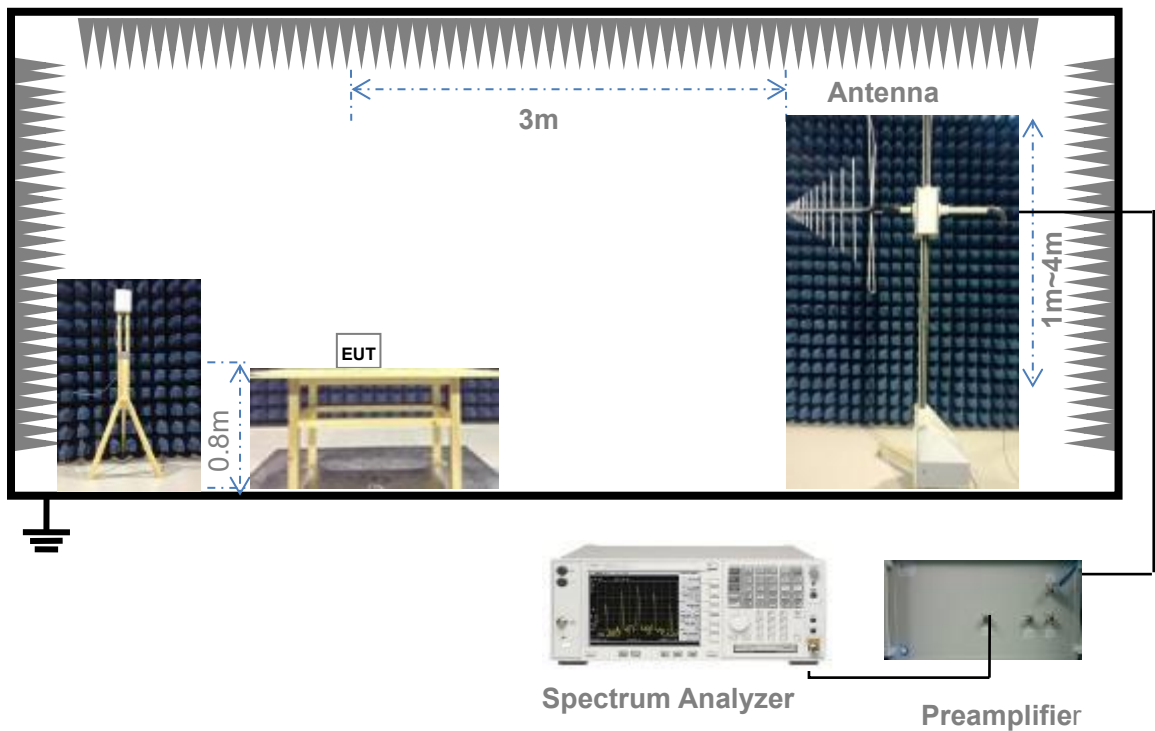 Antenna
3m
1m~4m
EUT
0.8m
Spectrum Analyzer
Preamplifier